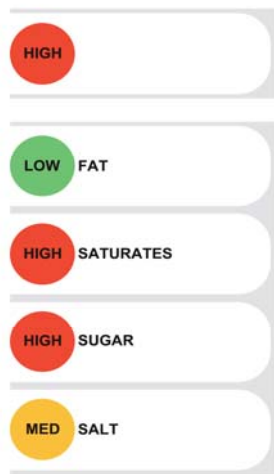 HIGH
LOW FAT
HIGH SATURATES
HIGH SUGAR
MED SALT